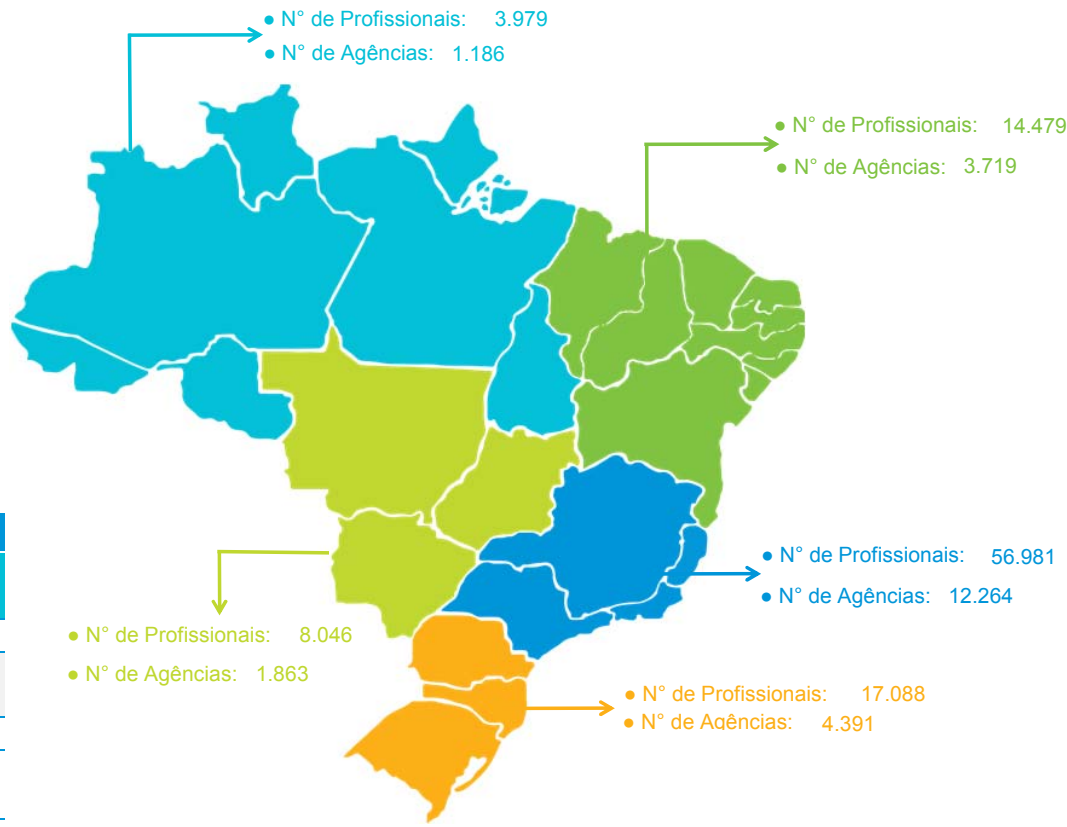 ● N° de Profissionais: 3.979
● N° de Agências: 1.186
● N° de Profissionais: 14.479
● N° de Agências: 3.719
● N° de Profissionais: 56.981
● N° de Agências: 12.264
● N° de Profissionais: 8.046
● N° de Agências: 1.863
● N° de Profissionais: 17.088
● N° de Agências: 4.391